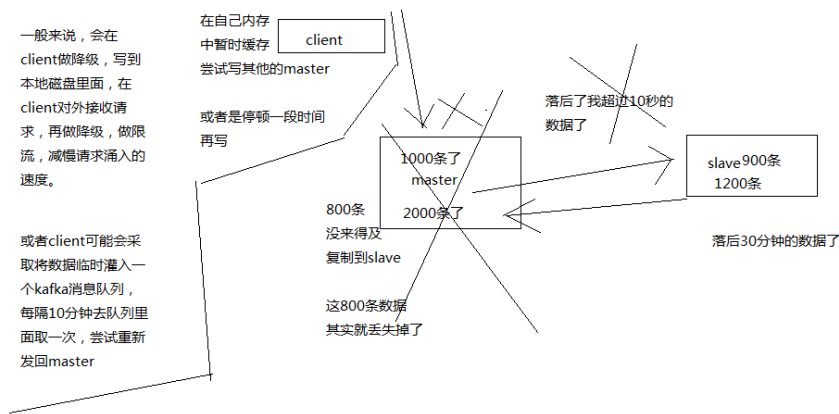 一般来说，会在
client做降级，写到
本地磁盘里面，在
client对外接收请
求，再做降级，做限
流，减慢请求涌入的
速度。
或者client可能会采
取将数据临时灌入一
个kafka消息队列，
每隔10分钟去队列里
面取一次，尝试重新
发回master
在自己内存
中暂时缓存
尝试写其他的master
或者是停顿一段时间
再写
client
1000条了
master
2000条了
800条
没来得及
复制到slave
这800条数据
其实就丢失掉了
落后了我超过10秒的
数据了
slave900条
1200条
落后30分钟的数据了